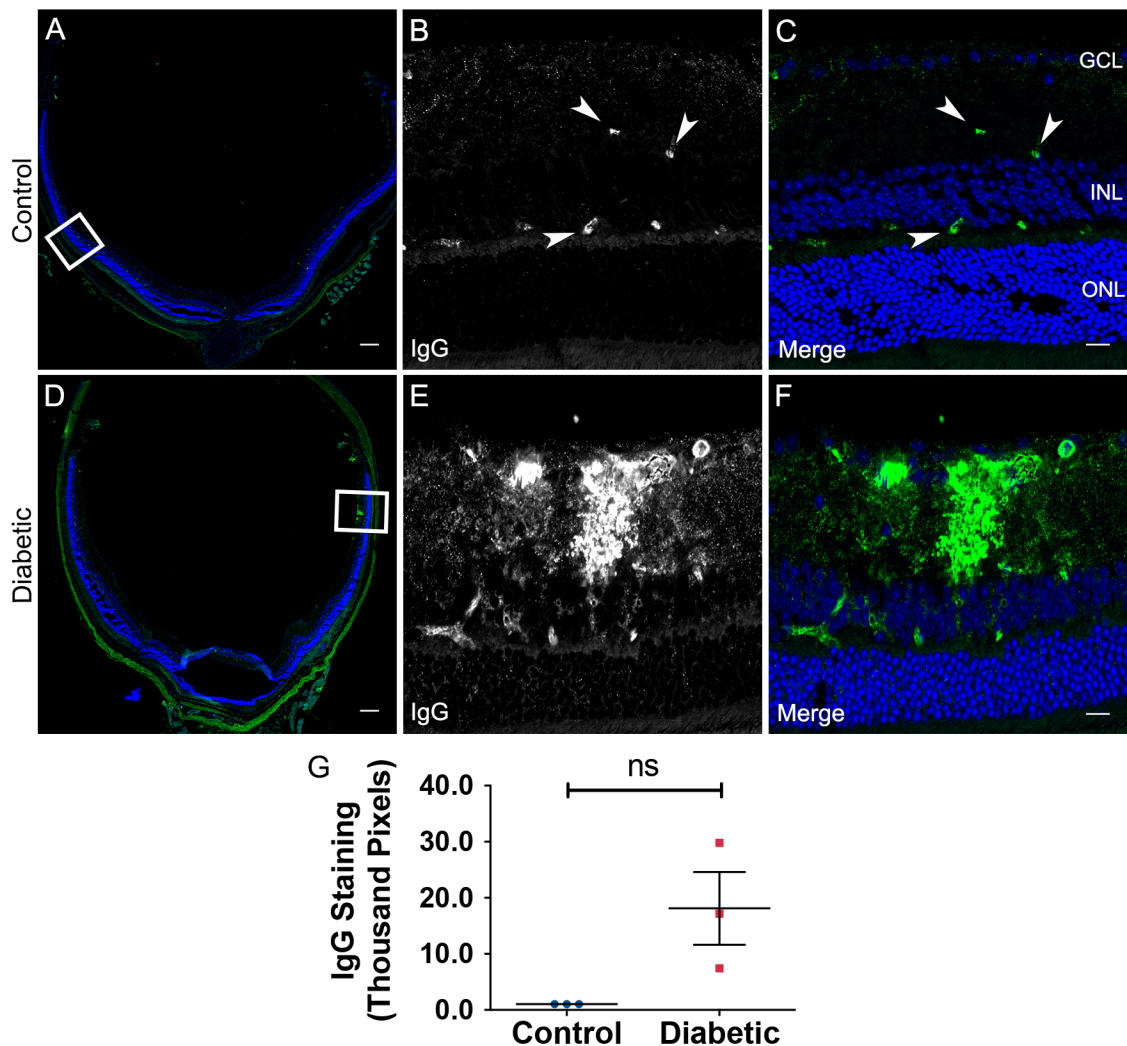 A
B
C
GCL
INL
ONL
Control
IgG
Merge
D
E
F
Diabetic
IgG
Merge
G
ns
IgG Staining
(Thousand Pixels)
40.0
30.0
20.0
10.0
0.0
Control
Diabetic